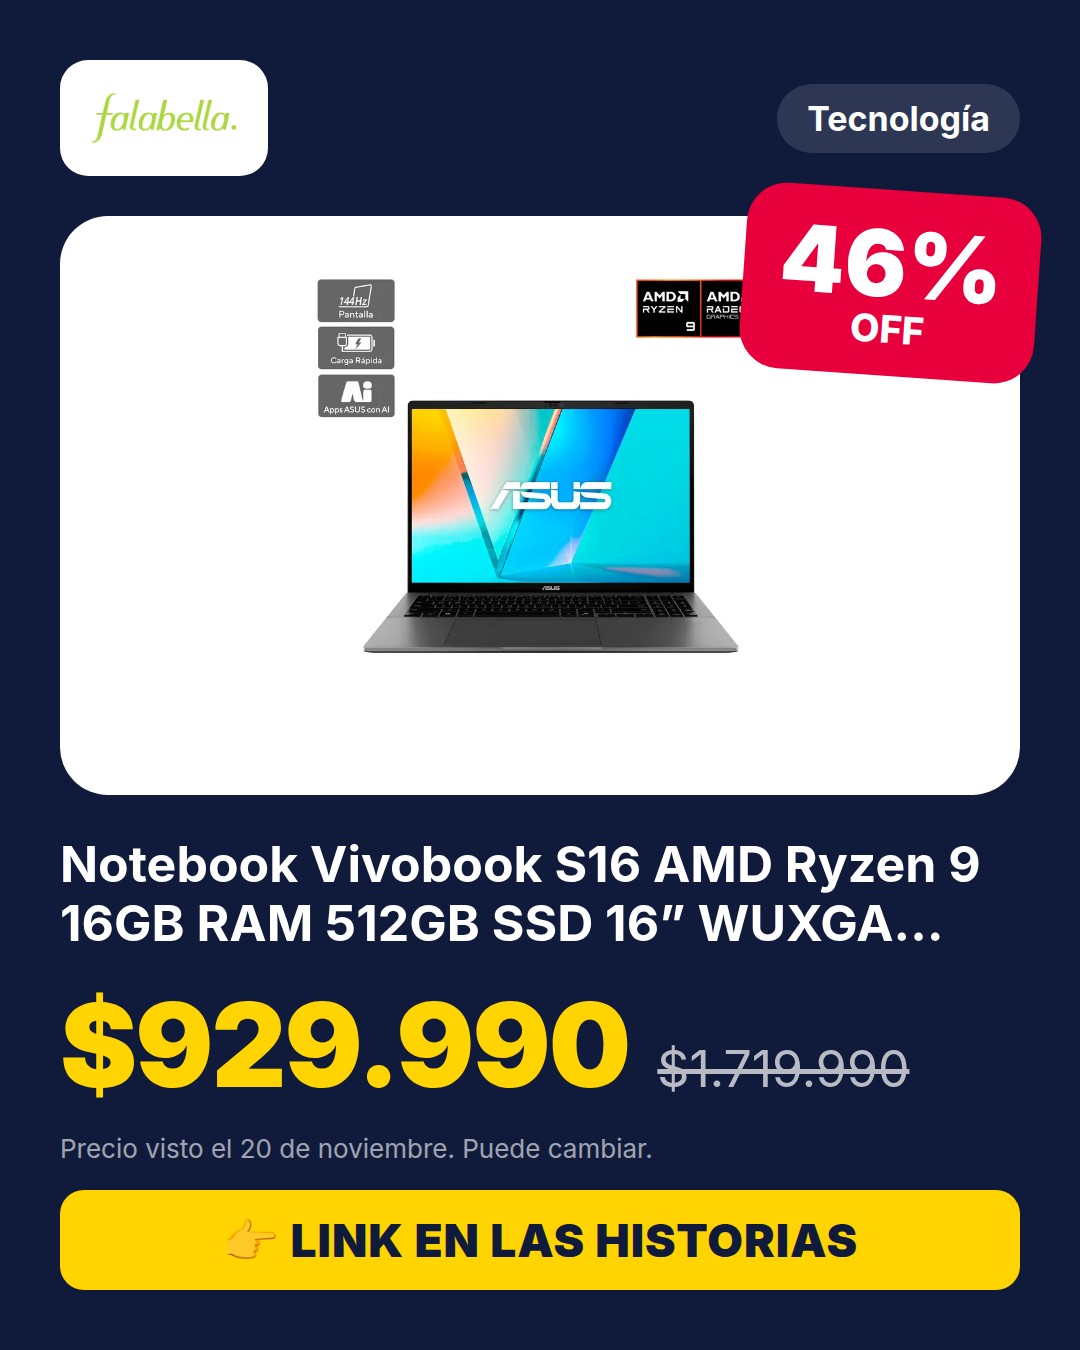 falabella.
Tecnología
46%
OFF
144Hz
Pantalla
Carga Rápida
Ai
Apps ASUS con AI
AMD
RYZEN
9
AMD
GRAPHICS
ASUS
ASUS
Notebook Vivobook S16 AMD Ryzen 9
16GB RAM 512GB SSD 16” WUXGA...
$929.990 $1.719.990
Precio visto el 20 de noviembre. Puede cambiar.
👉 LINK EN LAS HISTORIAS